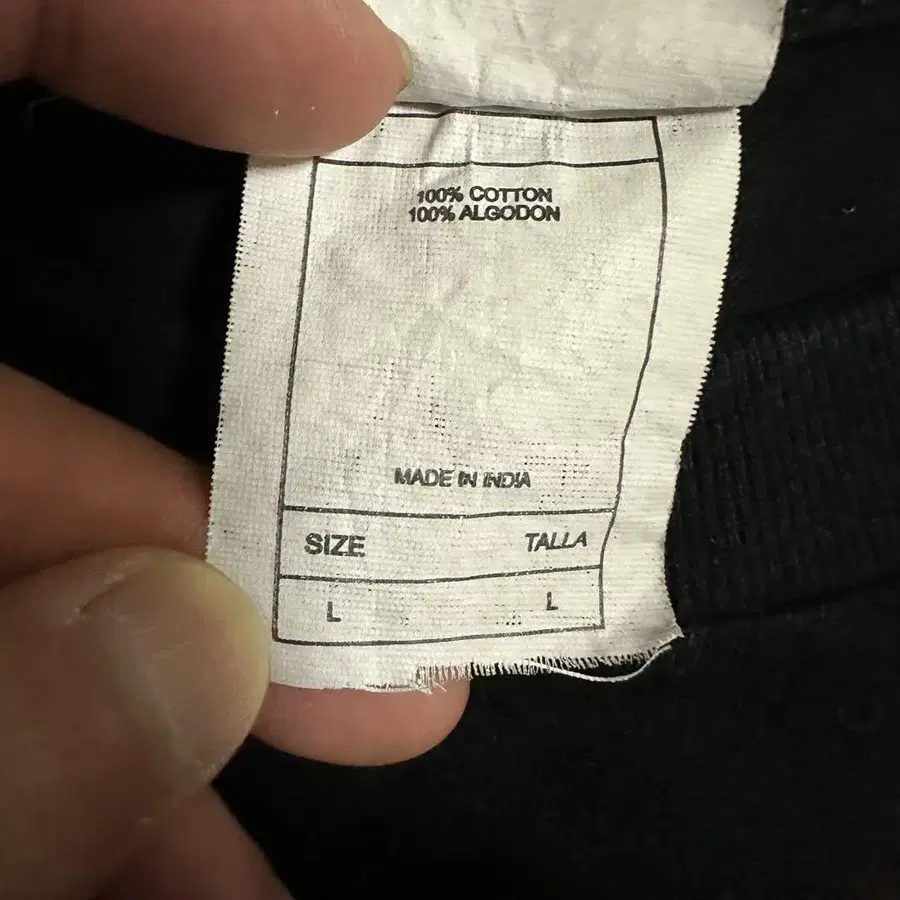 100% COTTON
100% ALGODON
MADE IN INDIA
SIZE TALLA
L L